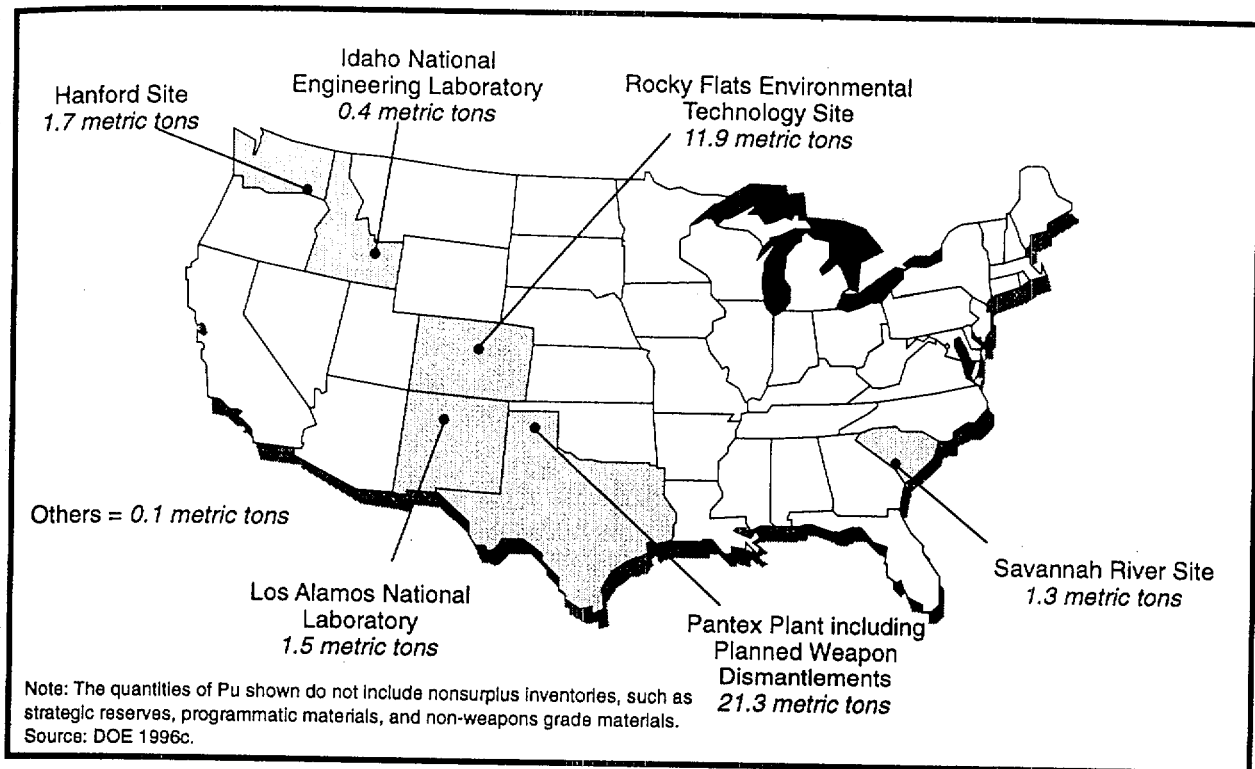 Hanford Site
1.7 metric tons
Idaho National
Engineering Laboratory
0.4 metric tons
Rocky Flats Environmental
Technology Site
11.9 metric tons
Others = 0.1 metric tons
Los Alamos National
Laboratory
1.5 metric tons
Pantex Plant including
Planned Weapon
Dismantlements
21.3 metric tons
Savannah River Site
1.3 metric tons
Note: The quantities of Pu shown do not include nonsurplus inventories, such as
strategic reserves, programmatic materials, and non-weapons grade materials.
Source: DOE 1996c.